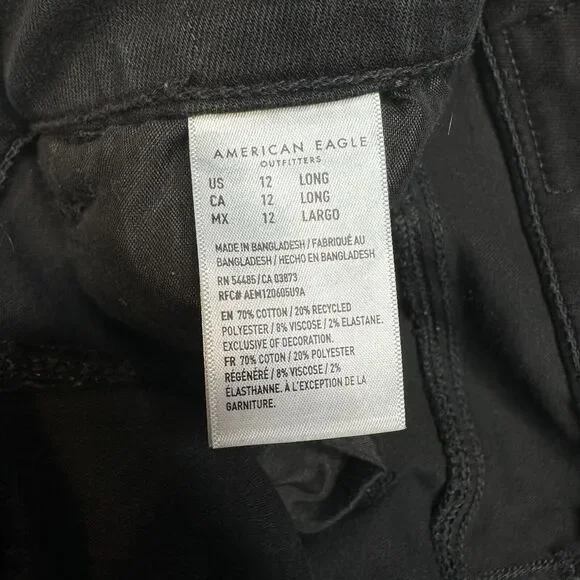 AMERICAN EAGLE
OUTFITTERS
US 12 LONG
CA 12 LONG
MX 12 LARGO
MADE IN BANGLADESH / FABRIQUÉ AU
BANGLADESH / HECHO EN BANGLADESH
RN 54485 / CA 03873
RFC# AEM120605U9A
EN 70% COTTON / 20% RECYCLED
POLYESTER / 8% VISCOSE / 2% ELASTANE.
EXCLUSIVE OF DECORATION.
FR 70% COTON / 20% POLYESTER
RÉGÉNÉRÉ / 8% VISCOSE / 2%
ÉLASTHANNE. À L'EXCEPTION DE LA
GARNITURE.